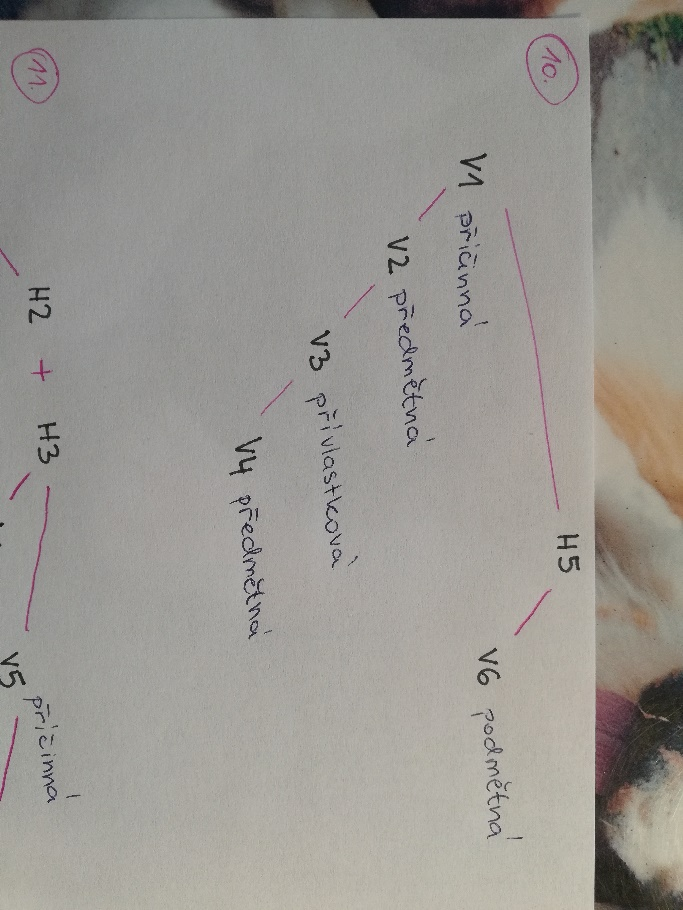 10.
H5
V1 příčinná
V6 podmětná
V2 předmětná
V3 přívlastková
V4 předmětná
11.
H2 + H3
V5 příčinná